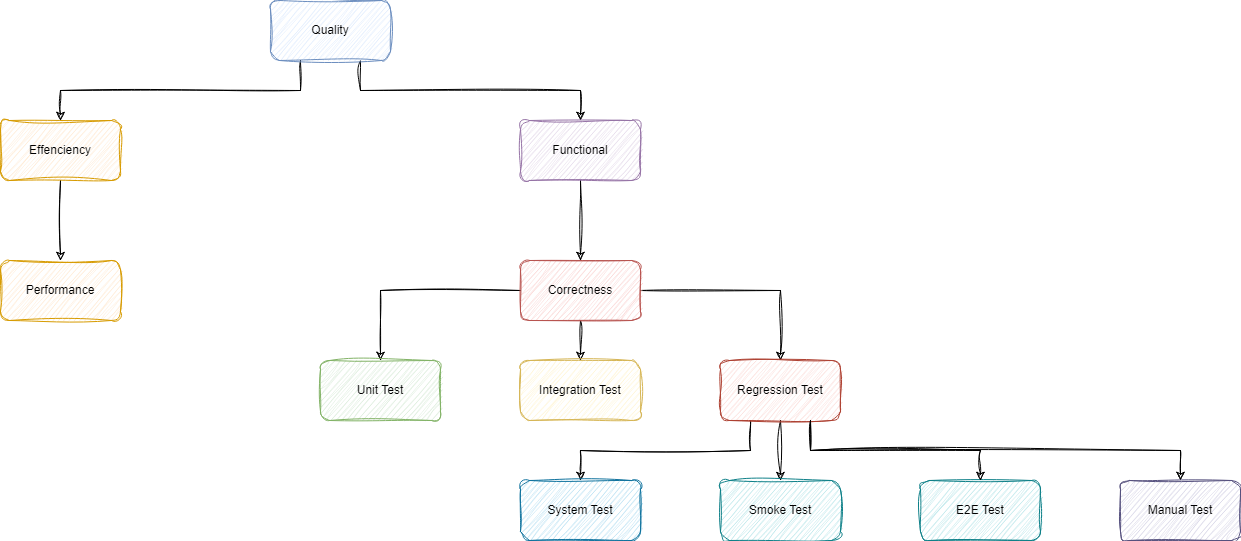 Quality
Effenciency
Functional
Performance
Correctness
Unit Test
Integration Test
Regression Test
System Test
Smoke Test
E2E Test
Manual Test